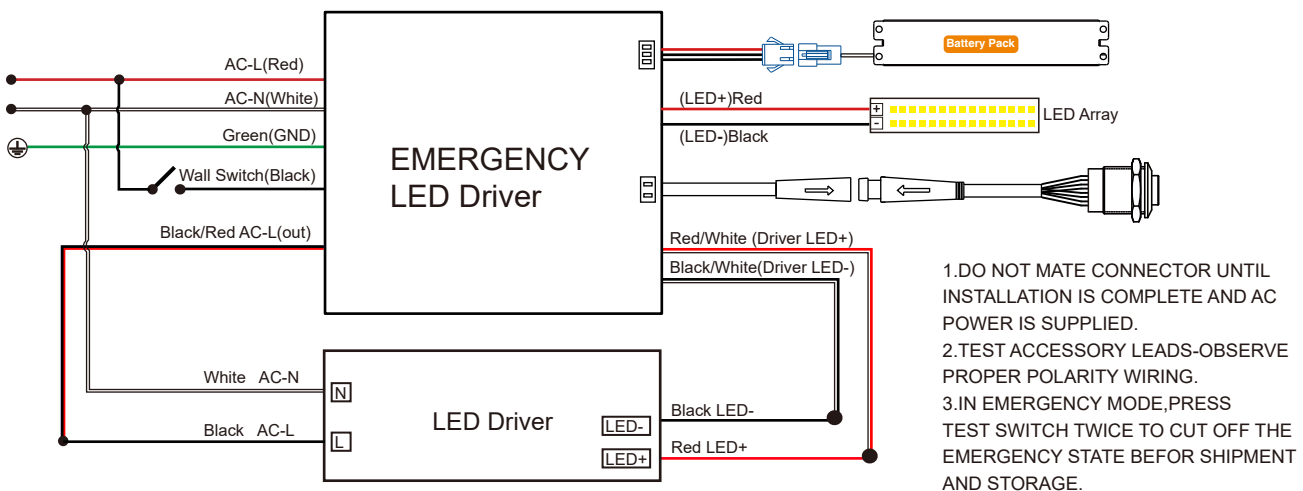 AC-L(Red)
AC-N(White)
Green(GND)
Wall Switch(Black)
Black/Red AC-L(out)
EMERGENCY
LED Driver
Battery Pack
(LED+)Red
+
-
LED Array
(LED-)Black
Red/White (Driver LED+)
Black/White(Driver LED-)
White AC-N
N
Black AC-L
L
LED Driver
Black LED-
LED-
Red LED+
LED+
1.DO NOT MATE CONNECTOR UNTIL
INSTALLATION IS COMPLETE AND AC
POWER IS SUPPLIED.
2.TEST ACCESSORY LEADS-OBSERVE
PROPER POLARITY WIRING.
3.IN EMERGENCY MODE,PRESS
TEST SWITCH TWICE TO CUT OFF THE
EMERGENCY STATE BEFOR SHIPMENT
AND STORAGE.